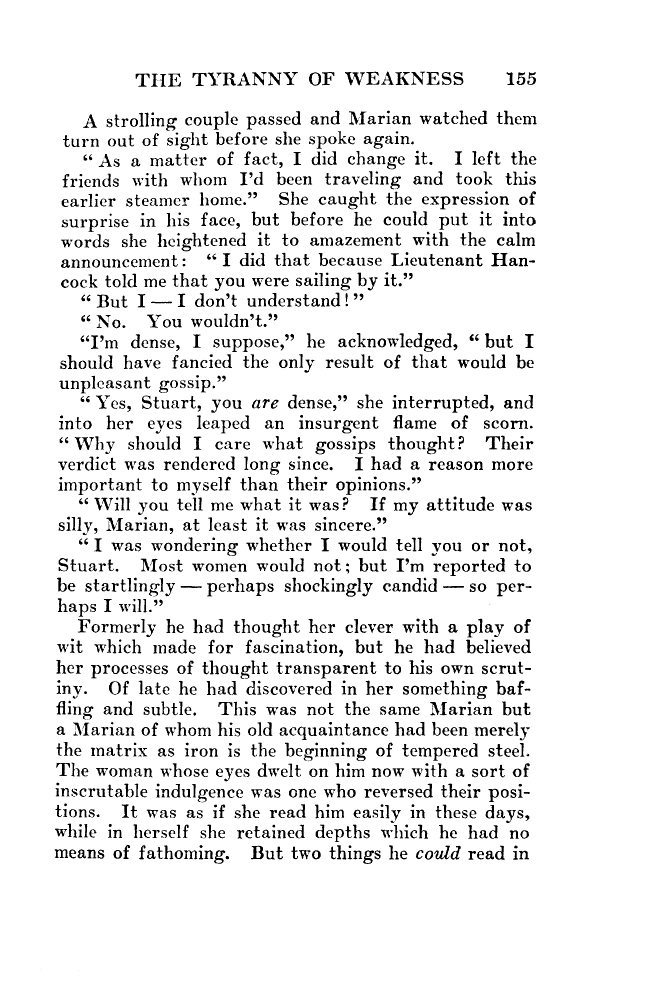 THE TYRANNY OF WEAKNESS 155
A strolling couple passed and Marian watched them
turn out of sight before she spoke again.
“ As a matter of fact, I did change it. I left the
friends with whom I’d been traveling and took this
earlier steamer home.” She caught the expression of
surprise in his face, but before he could put it into
words she heightened it to amazement with the calm
announcement: “ I did that because Lieutenant Han-
cock told me that you were sailing by it.”
“ But I — I don’t understand! ”
“ No. You wouldn’t.”
“I’m dense, I suppose,” he acknowledged, “ but I
should have fancied the only result of that would be
unpleasant gossip.”
“ Yes, Stuart, you are dense,” she interrupted, and
into her eyes leaped an insurgent flame of scorn.
“ Why should I care what gossips thought? Their
verdict was rendered long since. I had a reason more
important to myself than their opinions.”
“ Will you tell me what it was? If my attitude was
silly, Marian, at least it was sincere.”
“ I was wondering whether I would tell you or not,
Stuart. Most women would not; but I’m reported to
be startlingly — perhaps shockingly candid — so per-
haps I will.”
Formerly he had thought her clever with a play of
wit which made for fascination, but he had believed
her processes of thought transparent to his own scrut-
iny. Of late he had discovered in her something baf-
fling and subtle. This was not the same Marian but
a Marian of whom his old acquaintance had been merely
the matrix as iron is the beginning of tempered steel.
The woman whose eyes dwelt on him now with a sort of
inscrutable indulgence was one who reversed their posi-
tions. It was as if she read him easily in these days,
while in herself she retained depths which he had no
means of fathoming. But two things he could read in